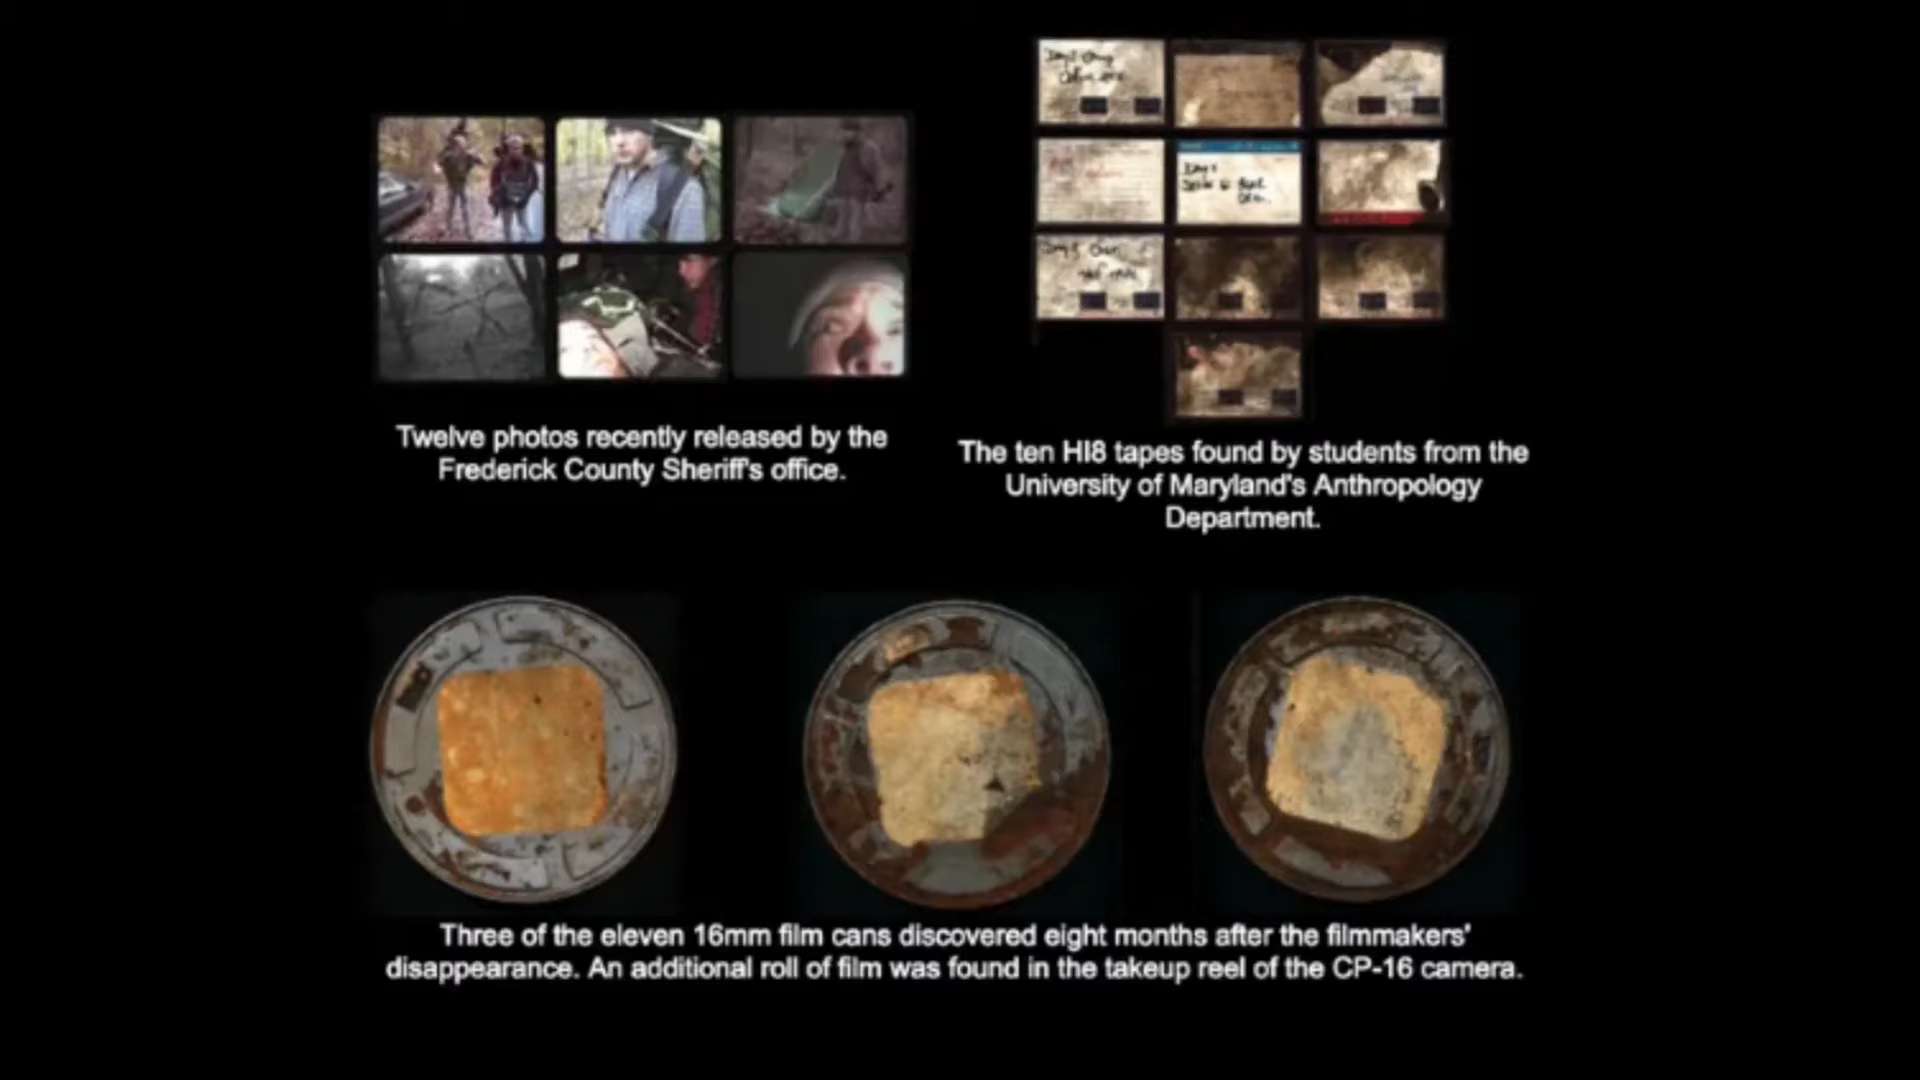 Day
Day
Twelve photos recently released by the
Frederick County Sheriff's office.
The ten HI8 tapes found by students from the
University of Maryland's Anthropology
Department.
Three of the eleven 16mm film cans discovered eight months after the filmmakers'
disappearance. An additional roll of film was found in the takeup reel of the CP-16 camera.